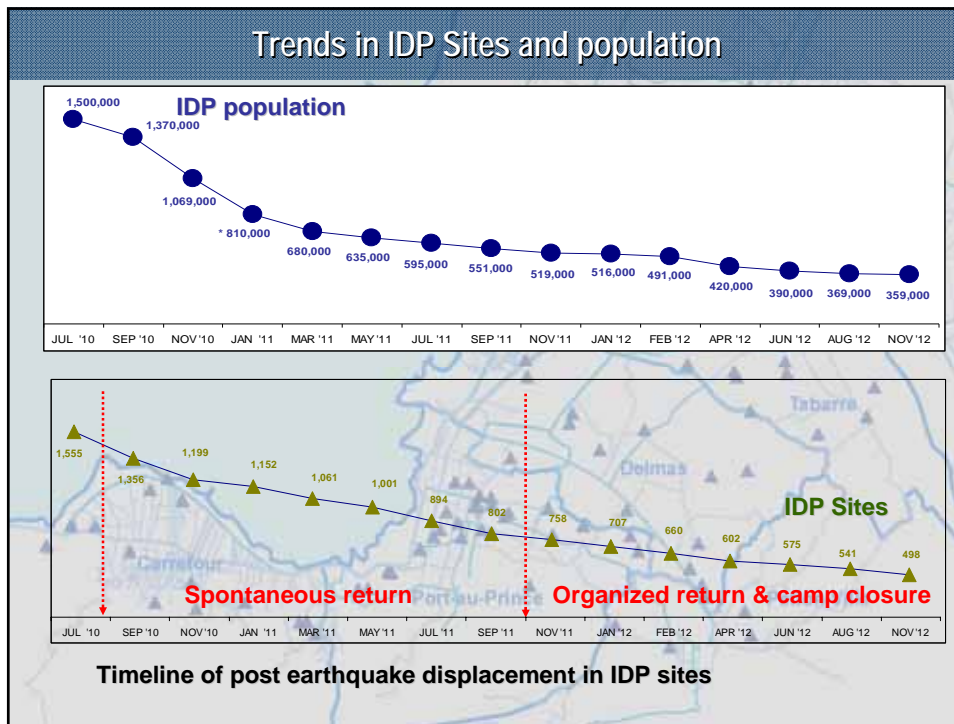 Trends in IDP Sites and population
IDP population
1,500,000
1,370,000
1,069,000
* 810,000
680,000
635,000
595,000
551,000
519,000
516,000
491,000
420,000
390,000
369,000
359,000
JUL '10 SEP '10 NOV '10 JAN '11 MAR '11 MAY '11 JUL '11 SEP '11 NOV '11 JAN '12 FEB '12 APR '12 JUN '12 AUG '12 NOV '12
Tabarre
Delmas
1,555
1,356
1,199
1,152
1,061
1,001
894
802
758
707
660
602
575
541
498
IDP Sites
Carrefour
Spontaneous return
Port-au-Prince
Organized return & camp closure
JUL '10 SEP '10 NOV '10 JAN '11 MAR '11 MAY '11 JUL '11 SEP '11 NOV '11 JAN '12 FEB '12 APR '12 JUN '12 AUG '12 NOV '12
Timeline of post earthquake displacement in IDP sites